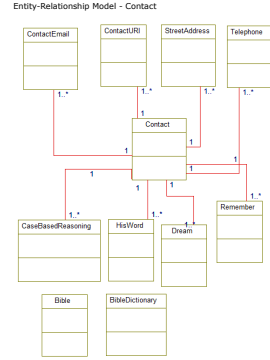 Entity-Relationship Model - Contact
ContactEmail
ContactURI
StreetAddress
Telephone
1..*
1..*
1..*
1..*
1
Contact
1
1
1
1
1
1
1
1..*
1..*
1..*
1..*
CaseBasedReasoning
HisWord
Dream
Remember
Bible
BibleDictionary